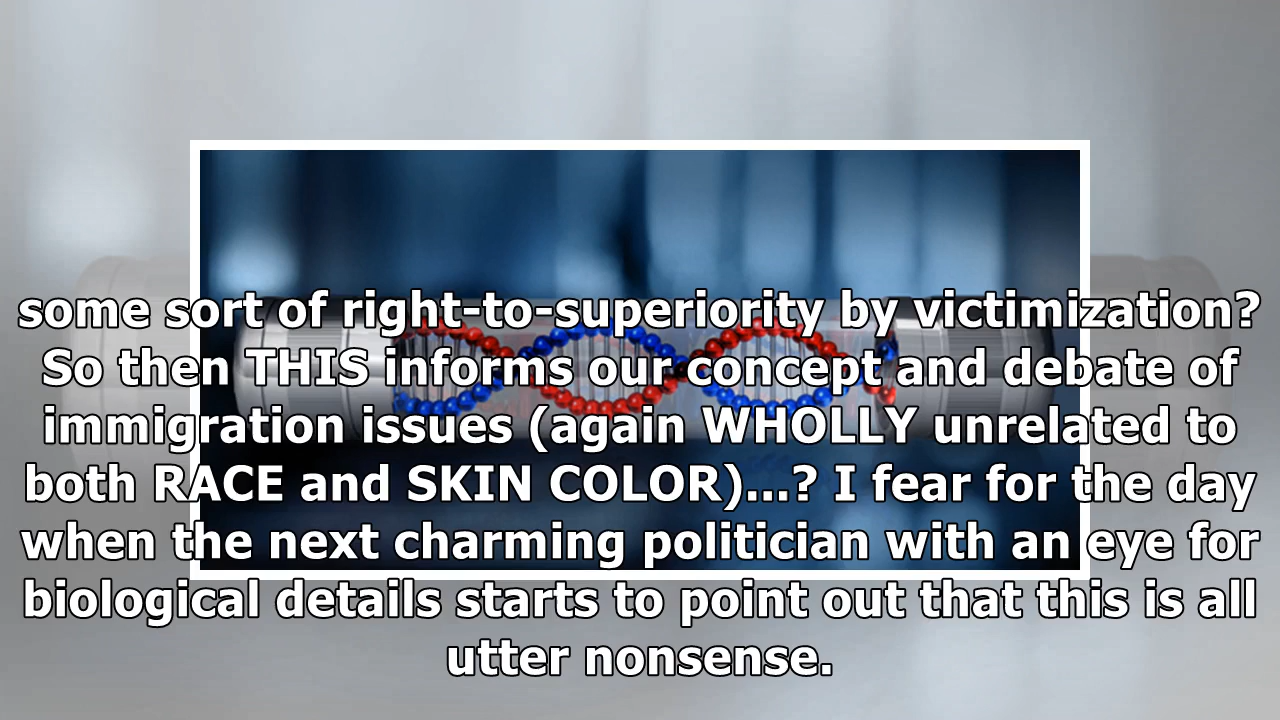 some sort of right-to-superiority by victimization?
So then THIS informs our concept and debate of
immigration issues (again WHOLLY unrelated to
both RACE and SKIN COLOR)...? I fear for the day
when the next charming politician with an eye for
biological details starts to point out that this is all
utter nonsense.